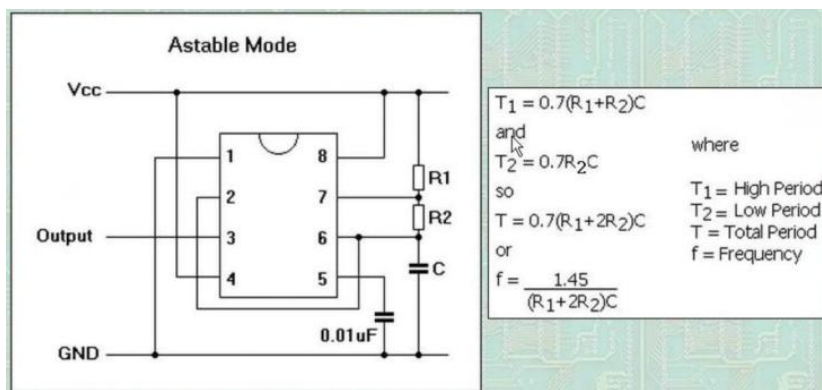 Astable Mode
Vcc
1 8
R1
2 7
R2
Output 3 6
C
4 5
0.01uF
GND
T₁ = 0.7(R₁+R₂)C
and
T₂ = 0.7R₂C
so
T = 0.7(R₁+2R₂)C
or
f = 1.45
(R₁+2R₂)C
where
T₁ = High Period
T₂ = Low Period
T = Total Period
f = Frequency